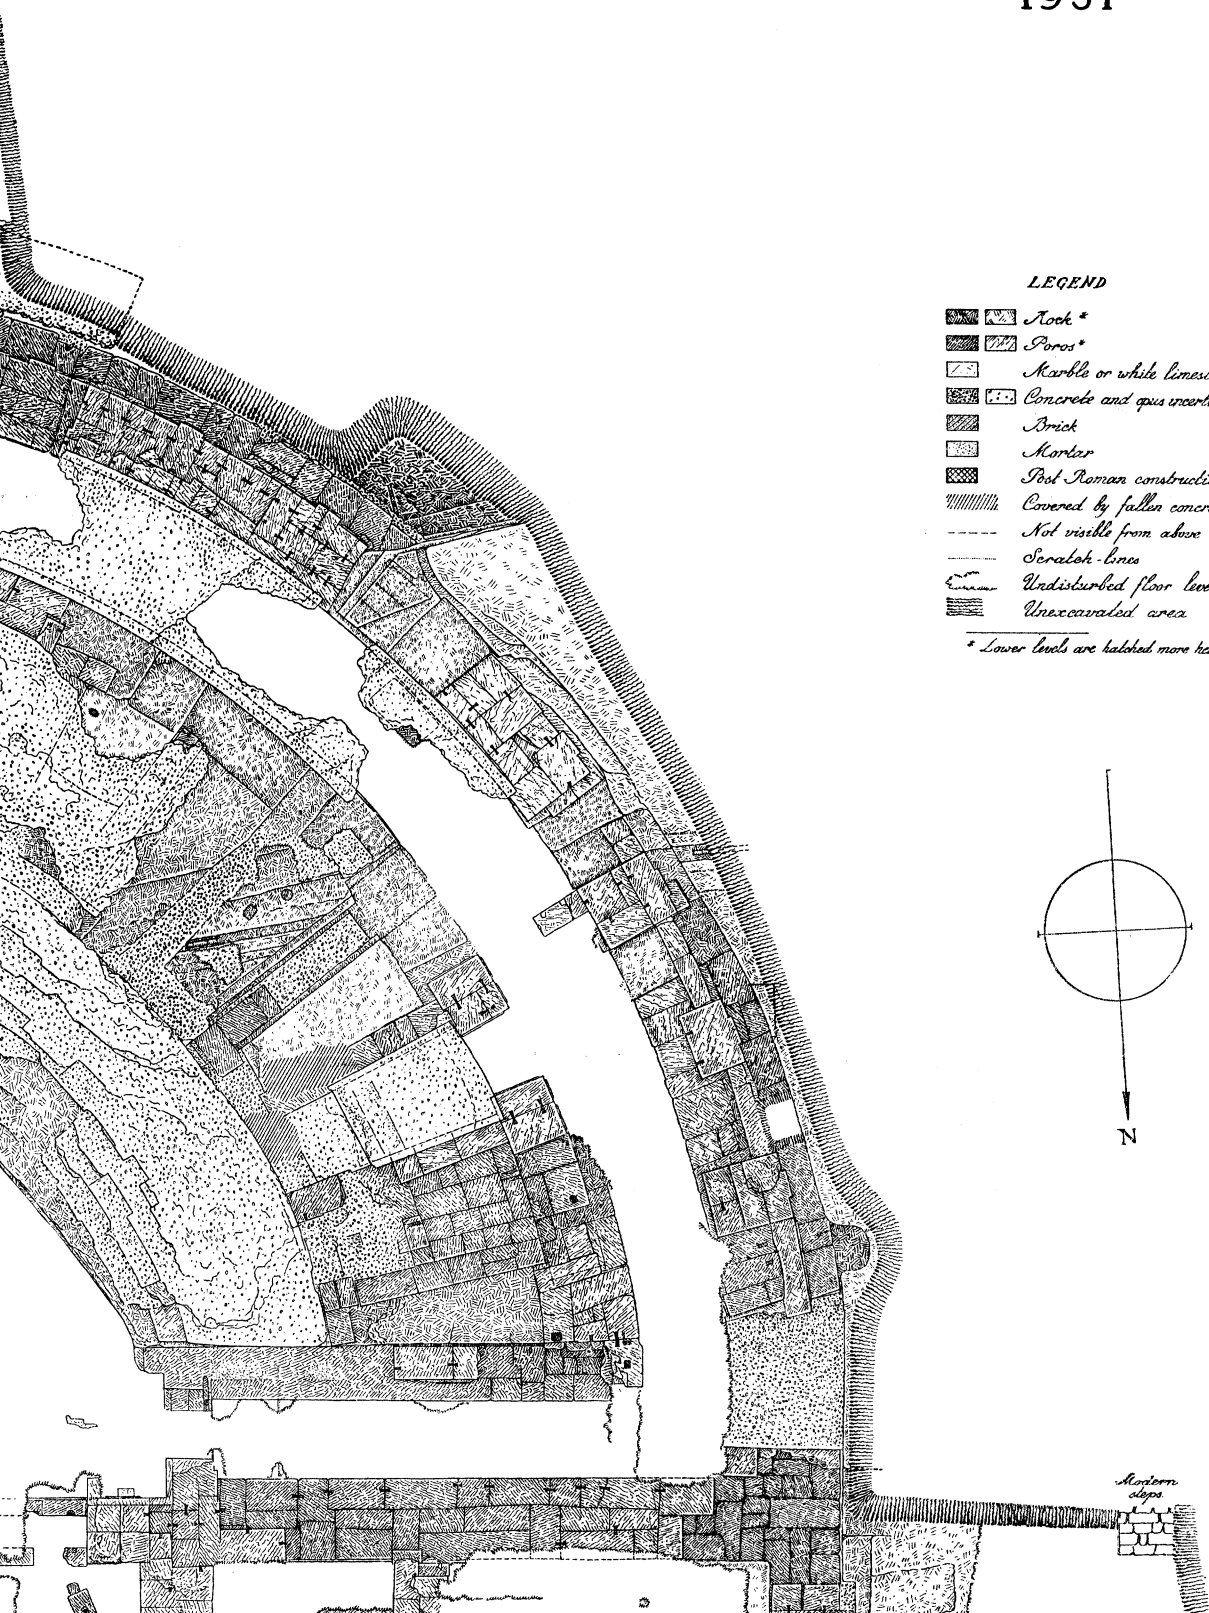 1931
LEGEND
Rock *
Poros*
Marble or white limes
Concrete and opus incert
Brick
Mortar
Post Roman constructi
Covered by fallen concr
Not visible from above
Scratch-lines
Undisturbed floor leve
Unexcavated area
* Lower levels are hatched more he
N
Modern
steps